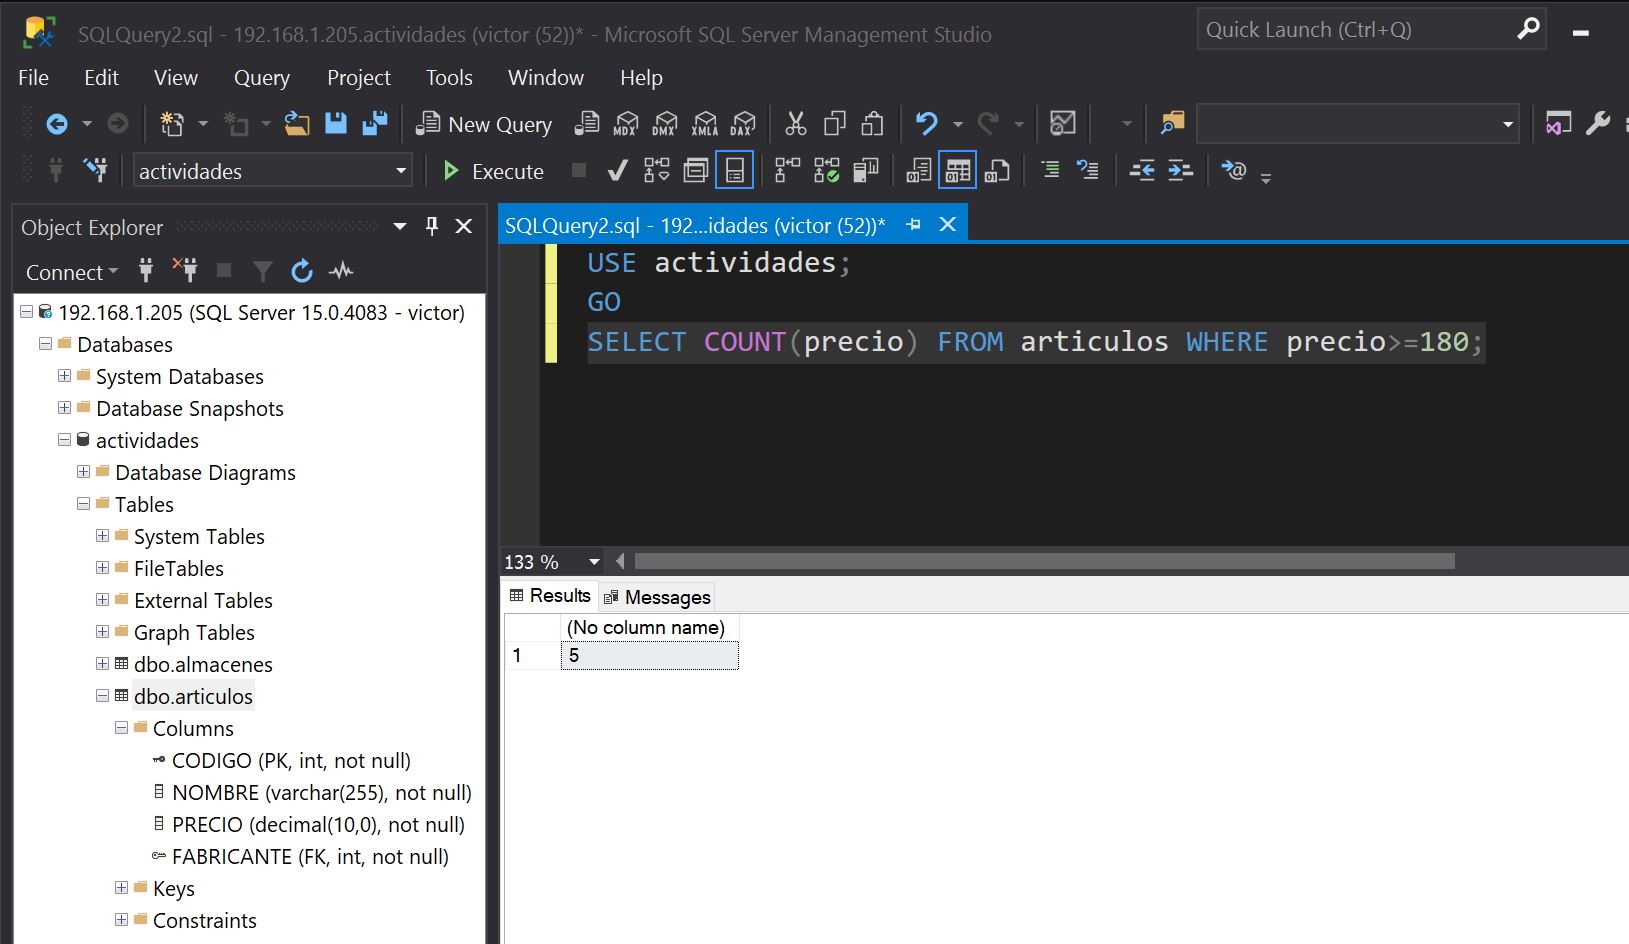 SQLQuery2.sql - 192.168.1.205.actividades (victor (52))* - Microsoft SQL Server Management Studio
Quick Launch (Ctrl+Q)
File Edit View Query Project Tools Window Help
New Query MDX DMX XMLA DAX
actividades Execute
Object Explorer
Connect
192.168.1.205 (SQL Server 15.0.4083 - victor)
Databases
System Databases
Database Snapshots
actividades
Database Diagrams
Tables
System Tables
FileTables
External Tables
Graph Tables
dbo.almacenes
dbo.articulos
Columns
CODIGO (PK, int, not null)
NOMBRE (varchar(255), not null)
PRECIO (decimal(10,0), not null)
FABRICANTE (FK, int, not null)
Keys
Constraints
SQLQuery2.sql - 192...idades (victor (52))*
USE actividades;
GO
SELECT COUNT(precio) FROM articulos WHERE precio>=180;
133 %
Results Messages
(No column name)
1 5